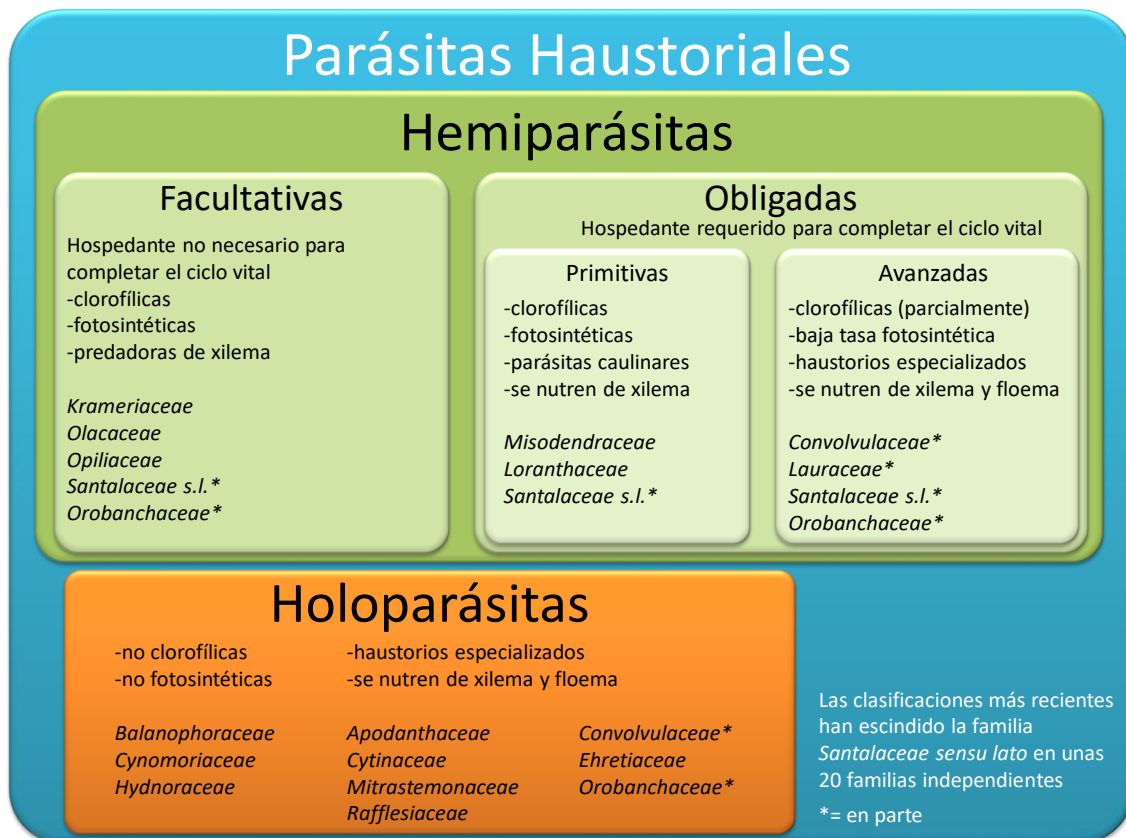 Parásitas Haustoriales
Hemiparásitas
Facultativas
Hospedante no necesario para
completar el ciclo vital
-clorofílicas
-fotosintéticas
-predadoras de xilema
Krameriaceae
Olacaceae
Opiliaceae
Santalaceae s.l.*
Orobanchaceae*
Obligadas
Hospedante requerido para completar el ciclo vital
Primitivas
-clorofílicas
-fotosintéticas
-parásitas caulinares
-se nutren de xilema
Misodendraceae
Loranthaceae
Santalaceae s.l.*
Avanzadas
-clorofílicas (parcialmente)
-baja tasa fotosintética
-haustorios especializados
-se nutren de xilema y floema
Convolvulaceae*
Lauraceae*
Santalaceae s.l.*
Orobanchaceae*
Holoparásitas
-no clorofílicas
-no fotosintéticas
-haustorios especializados
-se nutren de xilema y floema
Balanophoraceae
Cynomoriaceae
Hydnoraceae
Apodanthaceae
Cytinaceae
Mitrastemonaceae
Rafflesiaceae
Convolvulaceae*
Ehretiaceae
Orobanchaceae*
Las clasificaciones más recientes
han escindido la familia
Santalaceae sensu lato en unas
20 familias independientes
*= en parte